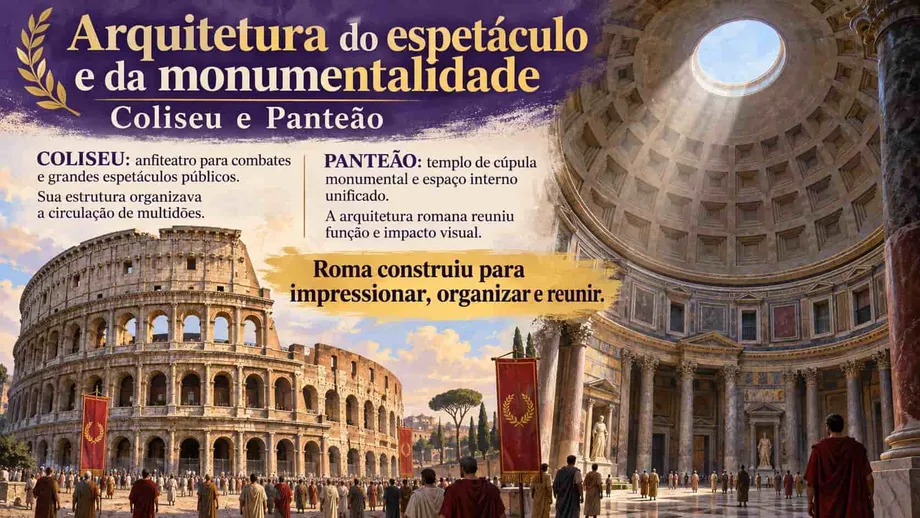 Arquitetura do espetáculo
e da monumentalidade
Coliseu e Panteão
COLISEU: anfiteatro para combates
e grandes espetáculos públicos.
Sua estrutura organizava
a circulação de multidões.
PANTEÃO: templo de cúpula
monumental e espaço interno
unificado.
A arquitetura romana reuniu
função e impacto visual.
Roma construiu para
impressionar, organizar e reunir.